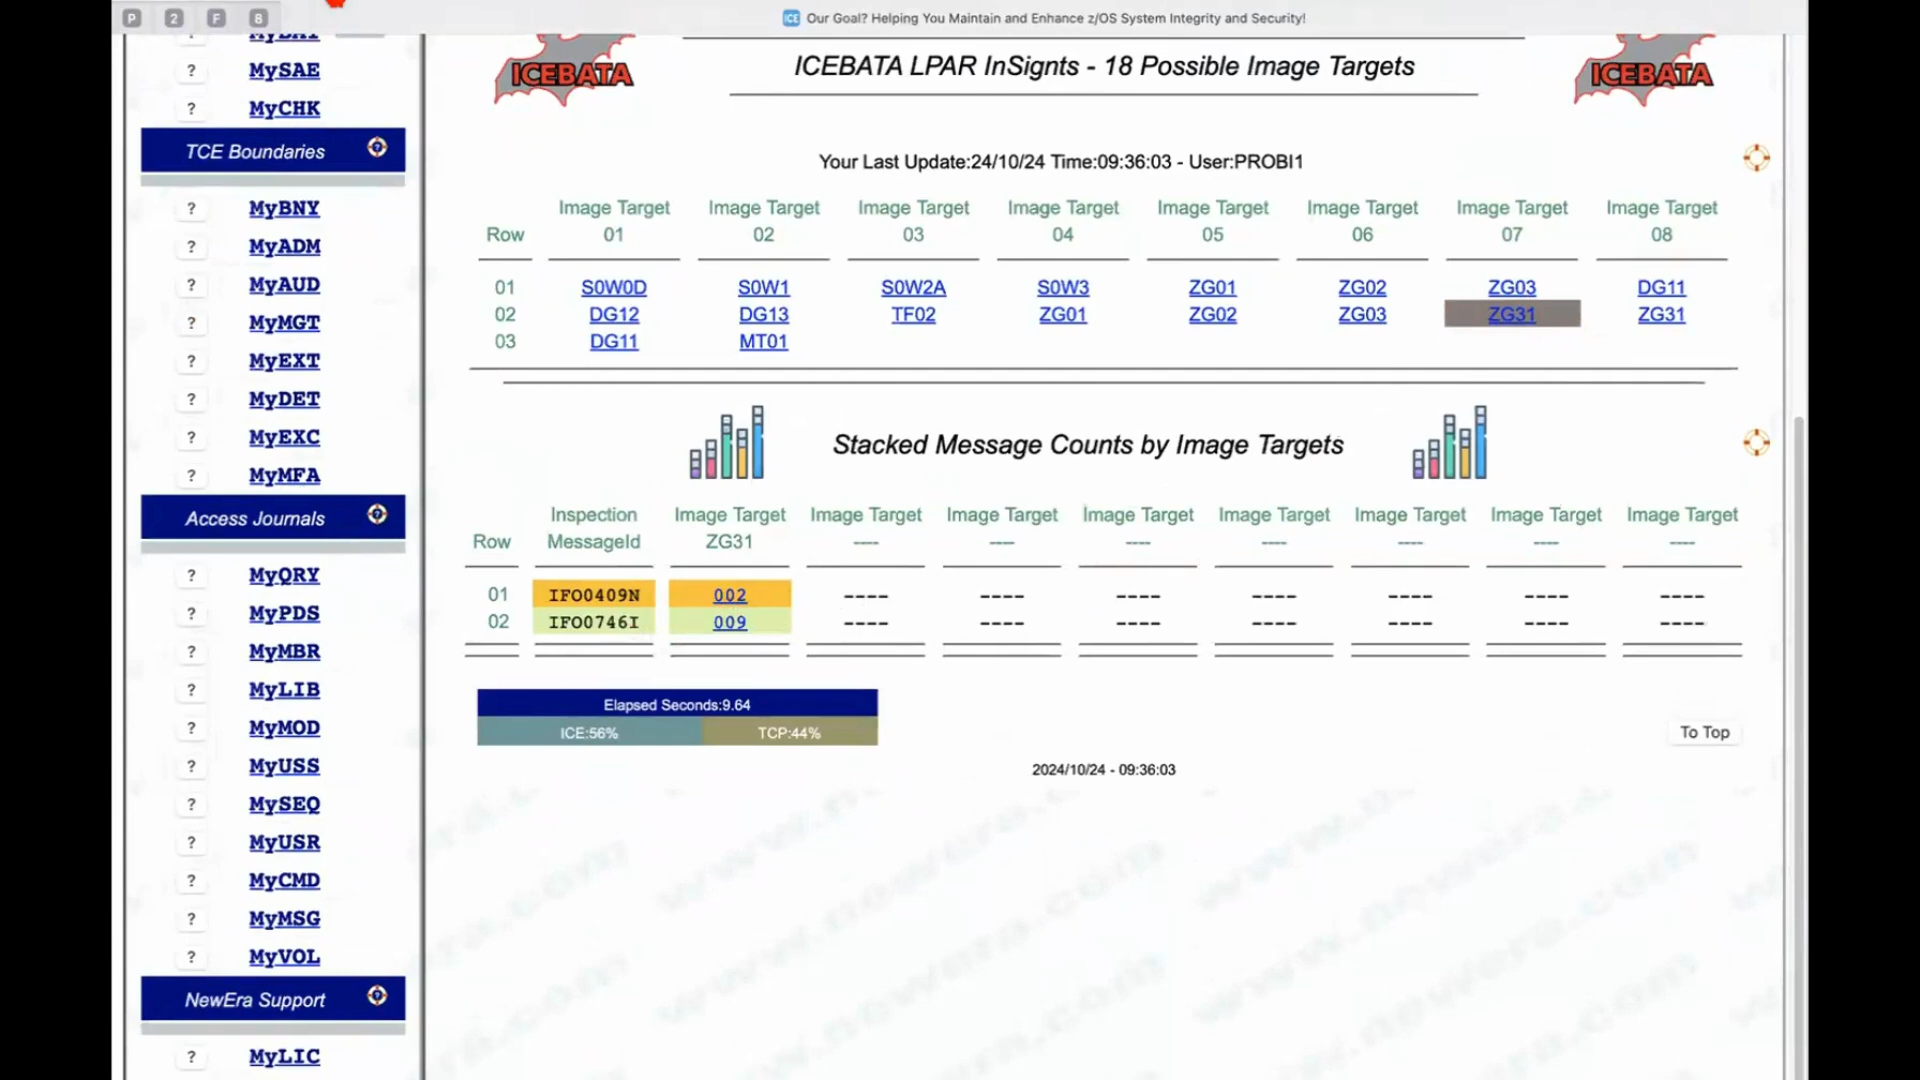 P 2 F 8
Our Goal? Helping You Maintain and Enhance z/OS System Integrity and Security!
? MyBAT
? MySAE
? MyCHK
TCE Boundaries
? MyBNY
? MyADM
? MyAUD
? MyMGT
? MyEXT
? MyDET
? MyEXC
? MyMFA
Access Journals
? MyQRY
? MyPDS
? MyMBR
? MyLIB
? MyMOD
? MyUSS
? MySEQ
? MyUSR
? MyCMD
? MyMSG
? MyVOL
NewEra Support
? MyLIC
ICEBATA
ICEBATA LPAR InSignts - 18 Possible Image Targets
ICEBATA
Your Last Update:24/10/24 Time:09:36:03 - User:PROBI1
Image Target Image Target Image Target Image Target Image Target Image Target Image Target Image Target
Row 01 02 03 04 05 06 07 08
01 S0W0D S0W1 S0W2A S0W3 ZG01 ZG02 ZG03 DG11
02 DG12 DG13 TF02 ZG01 ZG02 ZG03 ZG31 ZG31
03 DG11 MT01
Stacked Message Counts by Image Targets
Inspection Image Target Image Target Image Target Image Target Image Target Image Target Image Target Image Target
Row MessageId ZG31 ---- ---- ---- ---- ---- ---- ----
01 IFO0409N 002 ---- ---- ---- ---- ---- ---- ----
02 IFO0746I 009 ---- ---- ---- ---- ---- ---- ----
Elapsed Seconds:9.64
ICE:56% TCP:44%
To Top
2024/10/24 - 09:36:03
www.newera.com